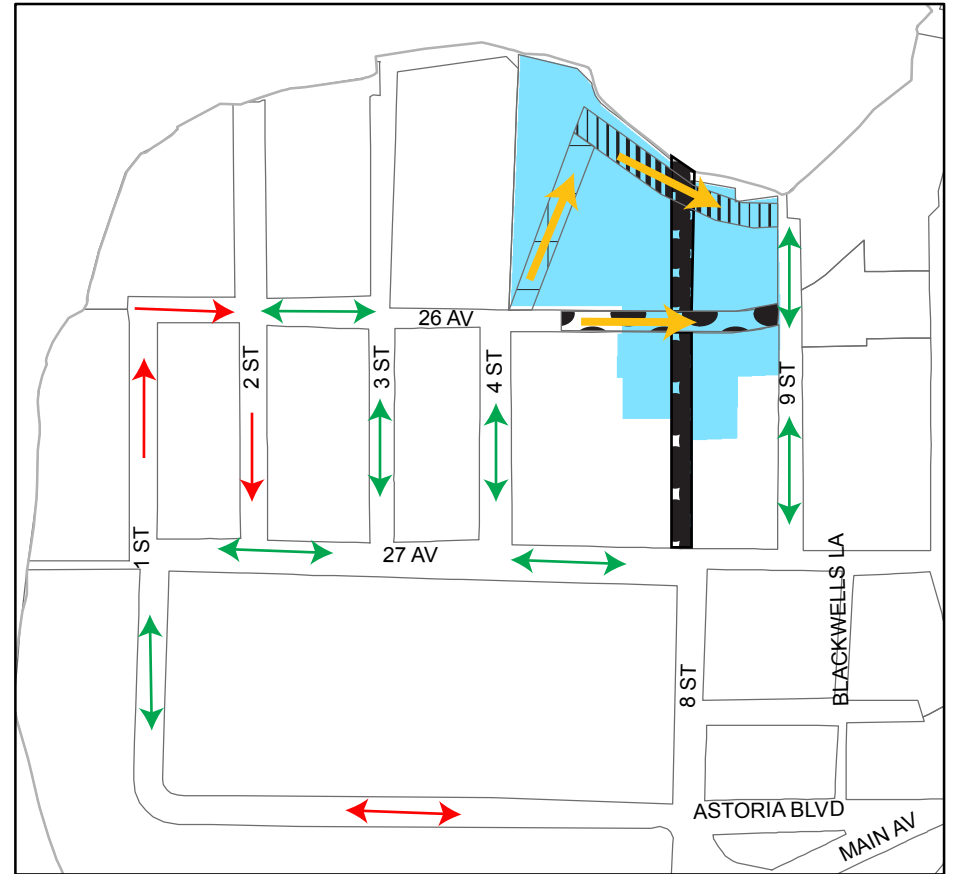 26 AV
2 ST
3 ST
4 ST
9 ST
1 ST
27 AV
BLACKWELLS LA
8 ST
ASTORIA BLVD
MAIN AV